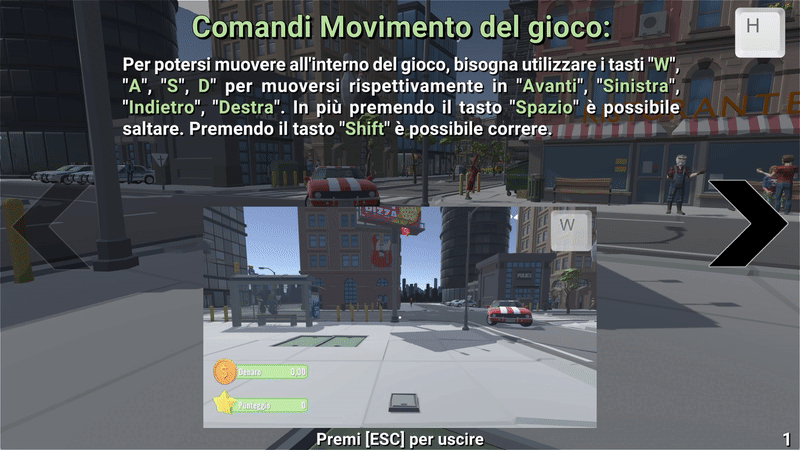 Comandi Movimento del gioco:
H
Per potersi muovere all'interno del gioco, bisogna utilizzare i tasti "W",
"A", "S", D" per muoversi rispettivamente in "Avanti", "Sinistra",
"Indietro", "Destra". In più premendo il tasto "Spazio" è possibile
saltare. Premendo il tasto "Shift" è possibile correre.
PIZZA
W
POLICE
Denaro 0,00
Punteggio 0
Premi [ESC] per uscire
1